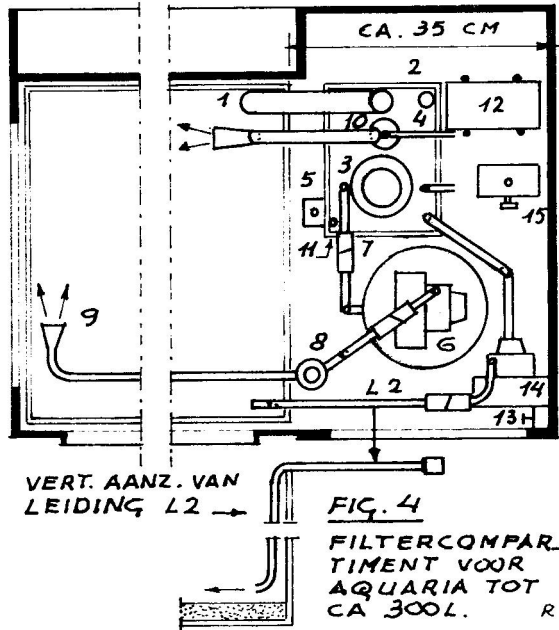 CA. 35 CM
2
1
10
4
12
3
5
15
11
7
6
9
8
L2
14
13
VERT. AANZ. VAN
LEIDING L2
FIG. 4
FILTERCOMPAR_
TIMENT VOOR
AQUARIA TOT
CA 300L.
R